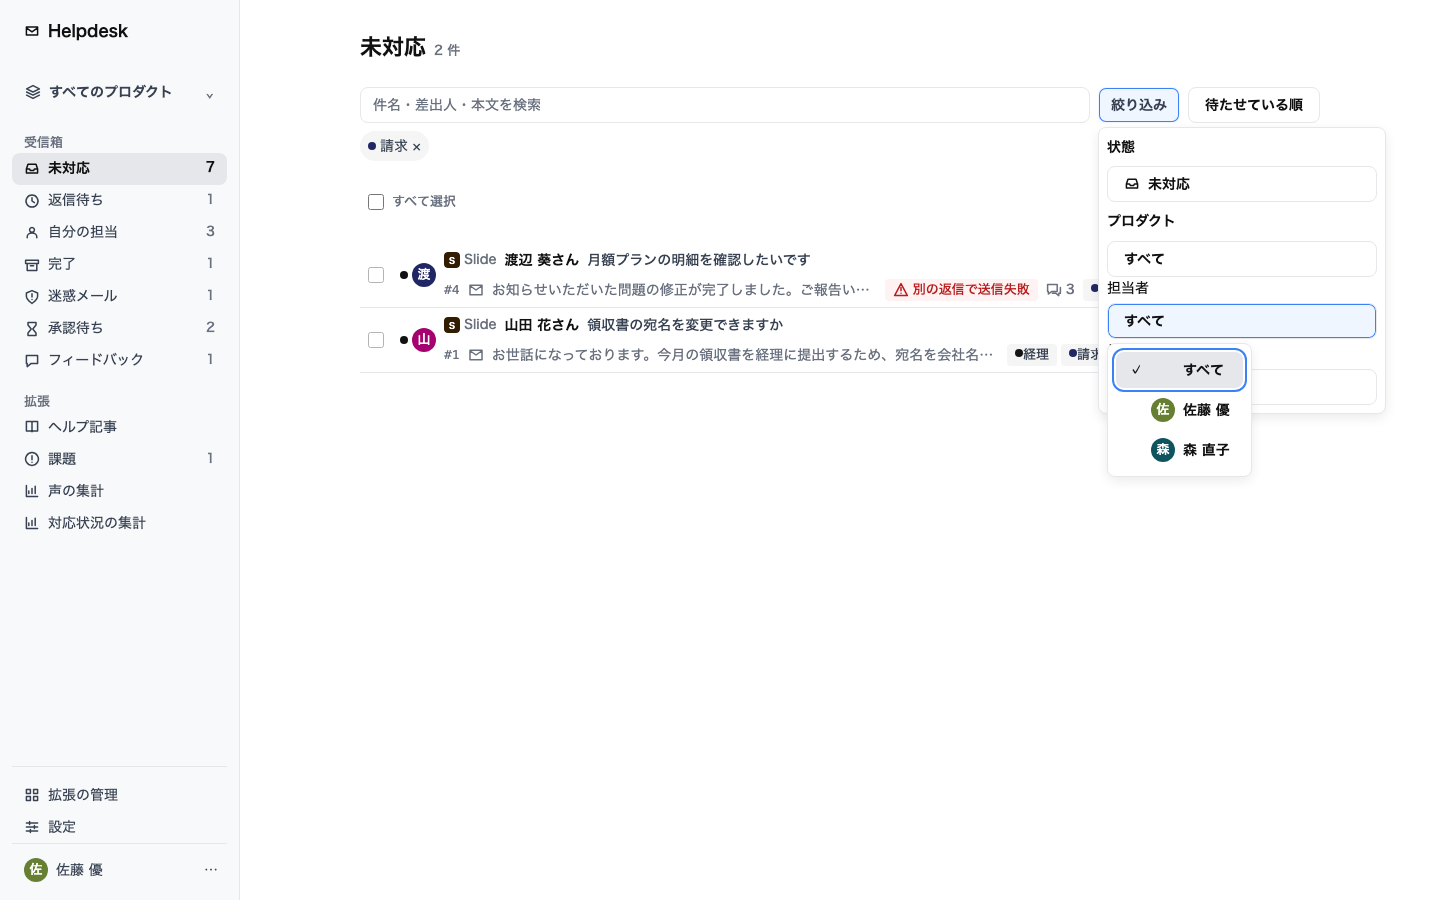 Helpdesk
すべてのプロダクト
受信箱
未対応 7
返信待ち 1
自分の担当 3
完了 1
迷惑メール 1
承認待ち 2
フィードバック 1
拡張
ヘルプ記事
課題 1
声の集計
対応状況の集計
拡張の管理
設定
佐 佐藤 優 …
未対応 2 件
件名・差出人・本文を検索
絞り込み
待たせている順
請求 ×
すべて選択
渡 S Slide 渡辺 葵さん 月額プランの明細を確認したいです
#4 お知らせいただいた問題の修正が完了しました。ご報告い… 別の返信で送信失敗 3
山 S Slide 山田 花さん 領収書の宛名を変更できますか
#1 お世話になっております。今月の領収書を経理に提出するため、宛名を会社名… 経理 請求
状態
未対応
プロダクト
すべて
担当者
すべて
✓ すべて
佐 佐藤 優
森 森 直子